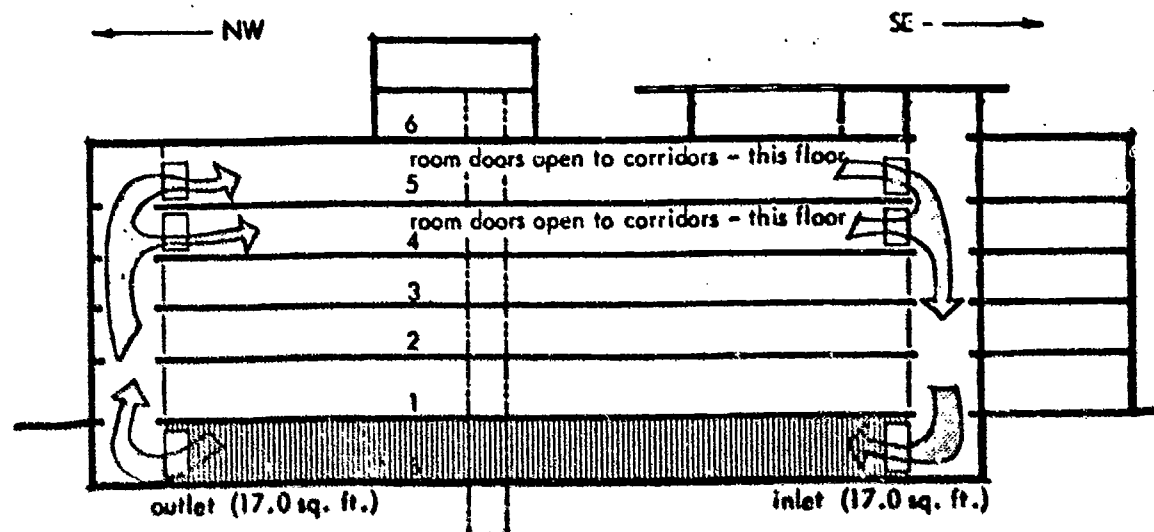 NW
SE -
6
room doors open to corridors - this floor
5
room doors open to corridors - this floor
4
3
2
1
outlet (17.0 sq. ft.)
inlet (17.0 sq. ft.)